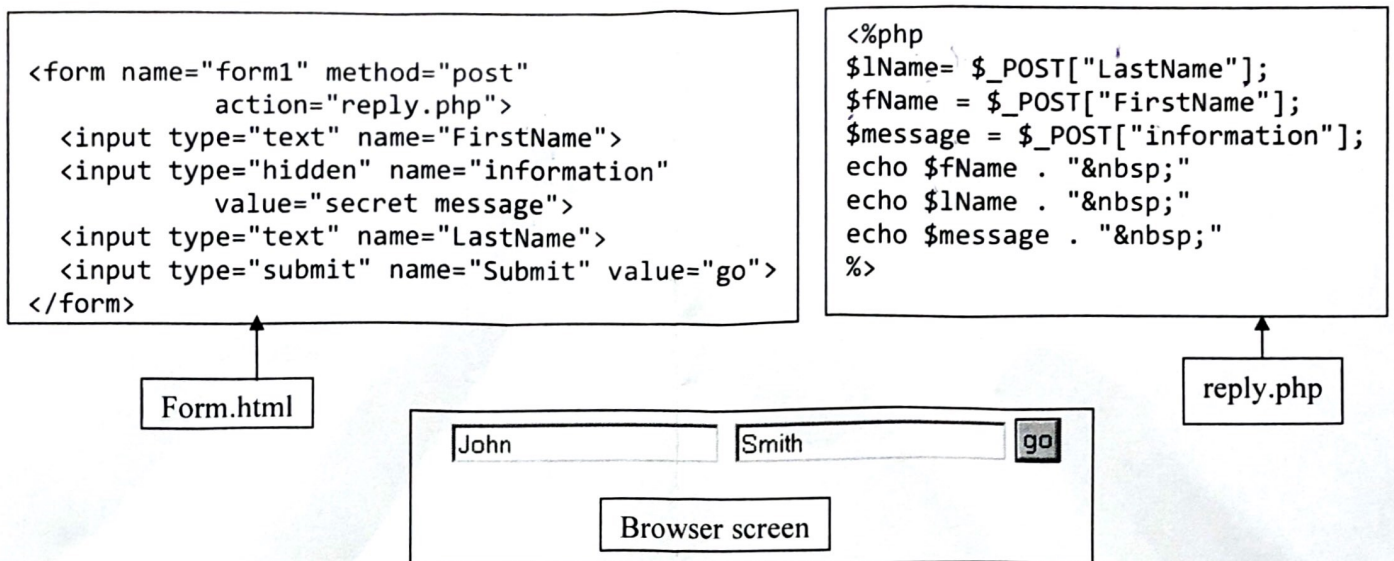 <form name="form1" method="post"
action="reply.php">
<input type="text" name="FirstName">
<input type="hidden" name="information"
value="secret message">
<input type="text" name="LastName">
<input type="submit" name="Submit" value="go">
</form>
Form.html
<%php
$lName= $_POST["LastName"];
$fName = $_POST["FirstName"];
$message = $_POST["information"];
echo $fName . "&nbsp;"
echo $lName . "&nbsp;"
echo $message . "&nbsp;"
%>
reply.php
John Smith go
Browser screen